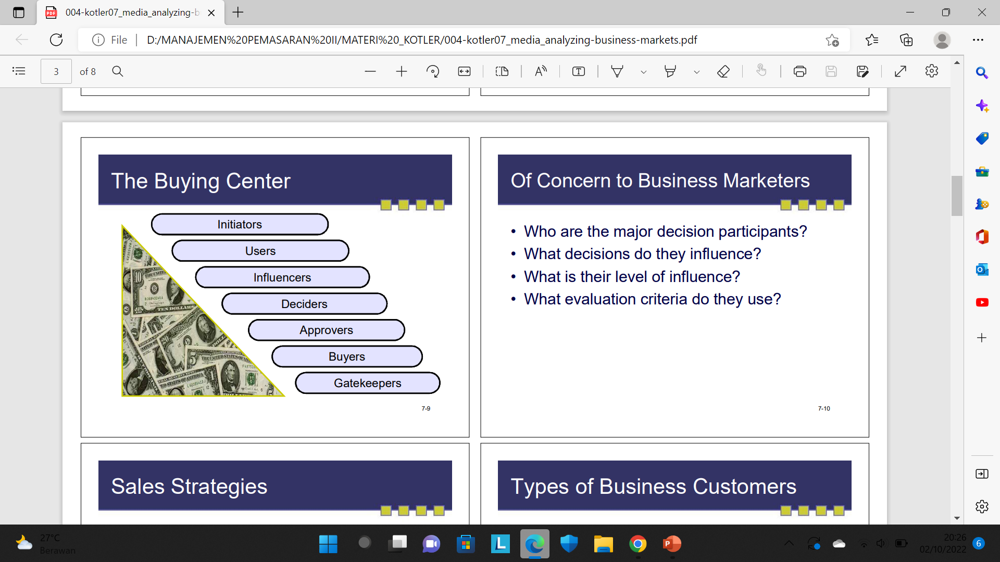 004-kotler07_media_analyzing-b
File
D:/MANAJEMEN%20PEMASARAN%20II/MATERI%20_KOTLER/004-kotler07_media_analyzing-business-markets.pdf
3 of 8
The Buying Center
Initiators
Users
Influencers
Deciders
Approvers
Buyers
Gatekeepers
7-9
Of Concern to Business Marketers
• Who are the major decision participants?
• What decisions do they influence?
• What is their level of influence?
• What evaluation criteria do they use?
7-10
Sales Strategies
Types of Business Customers
27°C
Berawan
20:26
02/10/2022
6